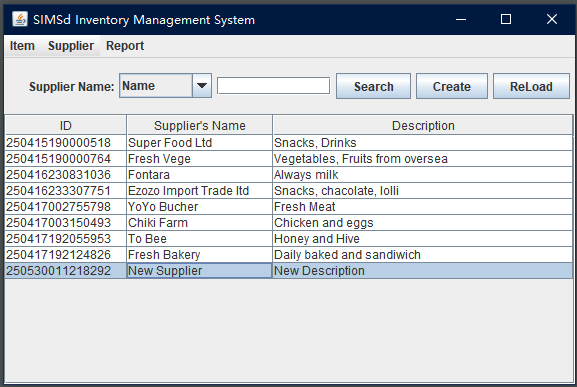 SIMSd Inventory Management System
Item Supplier Report
Supplier Name: Name Search Create ReLoad
ID Supplier's Name Description
250415190000518 Super Food Ltd Snacks, Drinks
250415190000764 Fresh Vege Vegetables, Fruits from oversea
250416230831036 Fontara Always milk
250416233307751 Ezozo Import Trade ltd Snacks, chacolate, lolli
250417002755798 YoYo Bucher Fresh Meat
250417003150493 Chiki Farm Chicken and eggs
250417192055953 To Bee Honey and Hive
250417192124826 Fresh Bakery Daily baked and sandiwich
250530011218292 New Supplier New Description